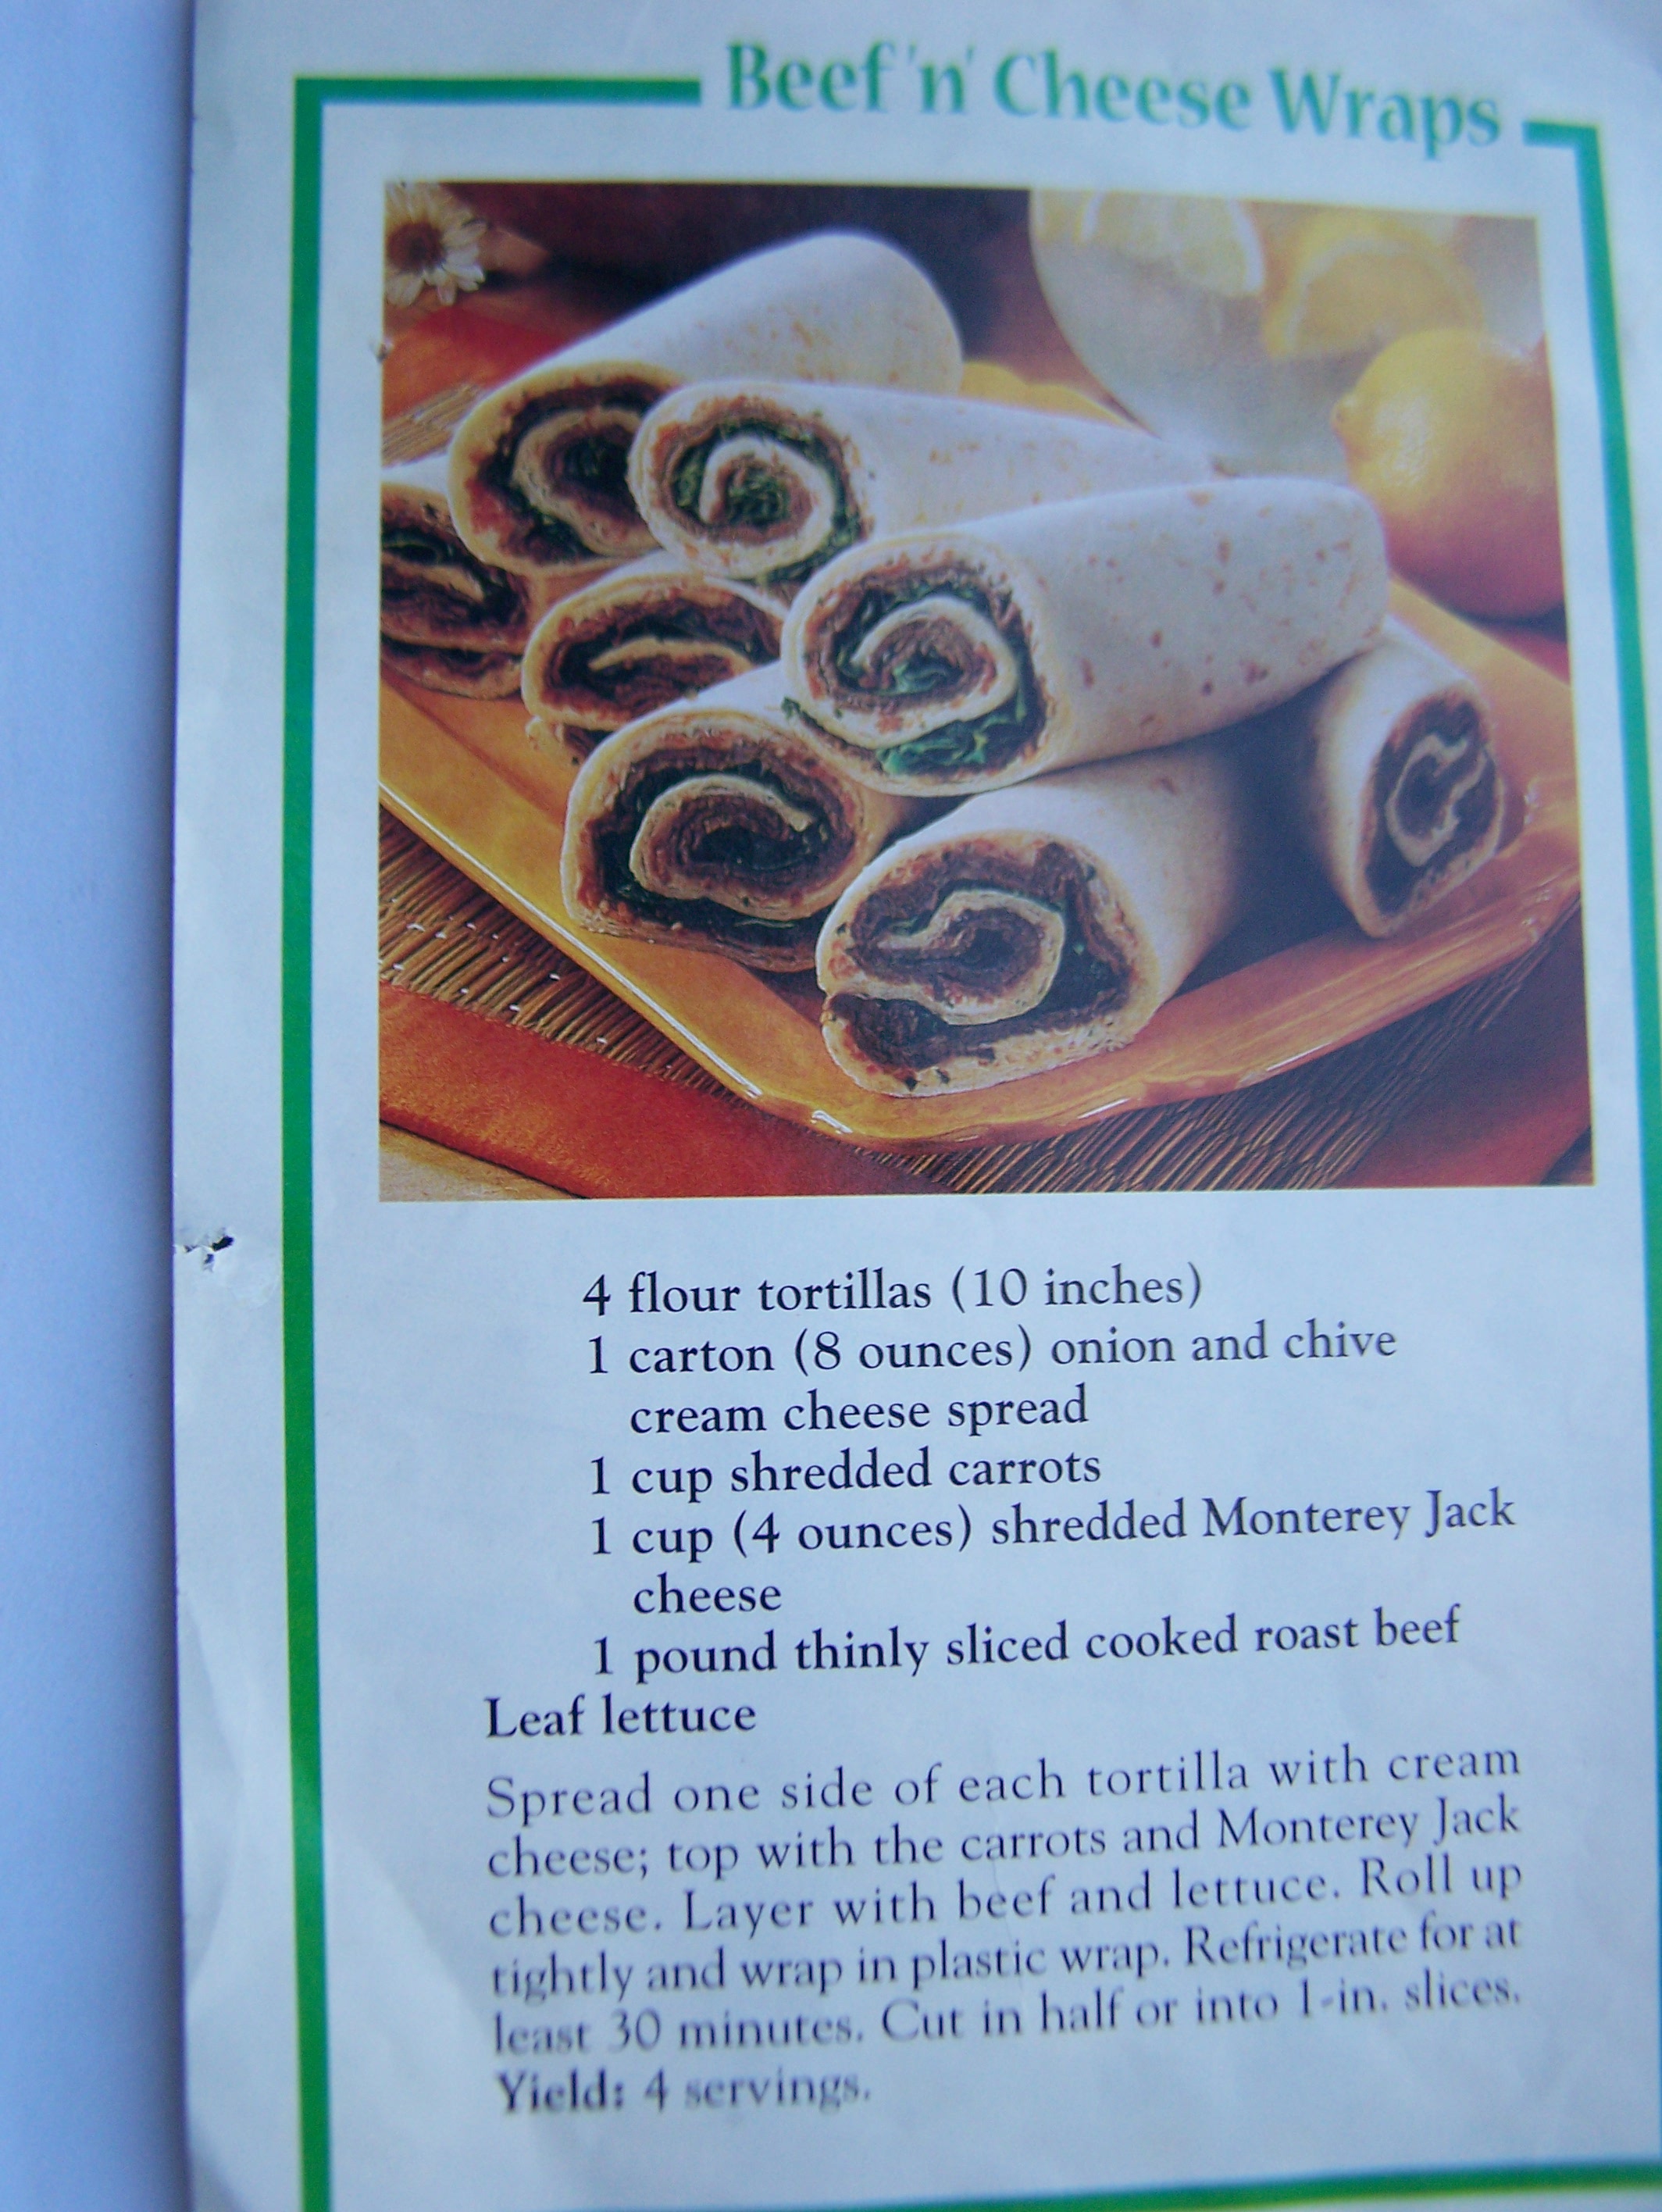 Beef 'n' Cheese Wraps
4 flour tortillas (10 inches)
1 carton (8 ounces) onion and chive
cream cheese spread
1 cup shredded carrots
1 cup (4 ounces) shredded Monterey Jack
cheese
1 pound thinly sliced cooked roast beef
Leaf lettuce
Spread one side of each tortilla with cream
cheese; top with the carrots and Monterey Jack
cheese. Layer with beef and lettuce. Roll up
tightly and wrap in plastic wrap. Refrigerate for at
least 30 minutes. Cut in half or into 1-in. slices.
Yield: 4 servings.